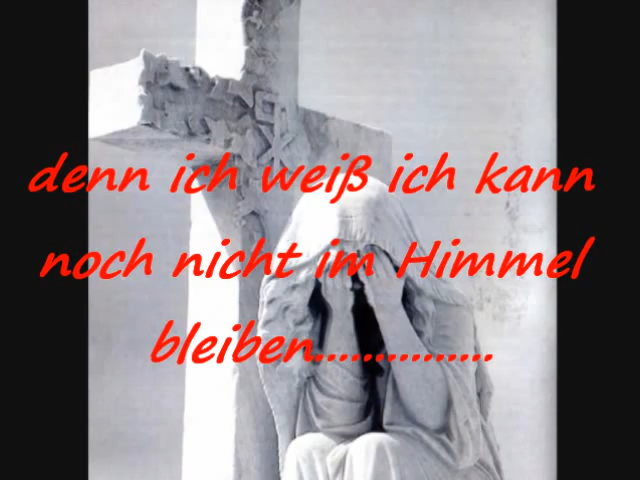 denn ich weiß ich kann
noch nicht im Himmel
bleiben...............